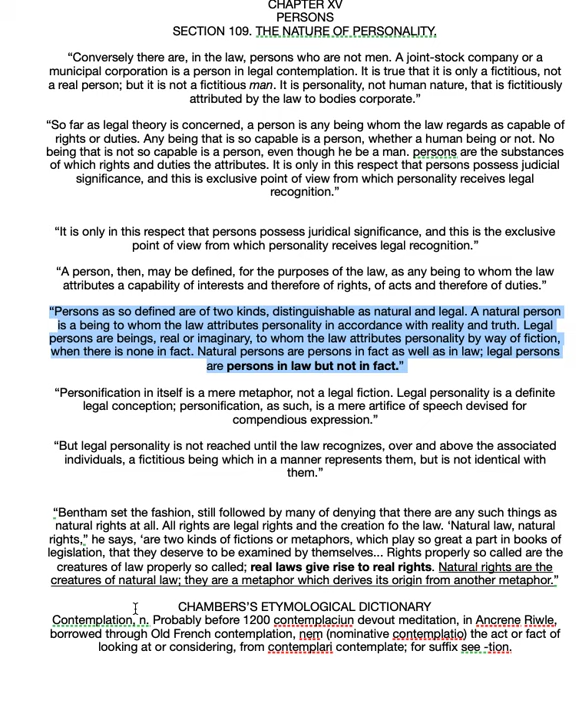 CHAPTER XV
PERSONS
SECTION 109. THE NATURE OF PERSONALITY.
“Conversely there are, in the law, persons who are not men. A joint-stock company or a
municipal corporation is a person in legal contemplation. It is true that it is only a fictitious, not
a real person; but it is not a fictitious man. It is personality, not human nature, that is fictitiously
attributed by the law to bodies corporate.”
“So far as legal theory is concerned, a person is any being whom the law regards as capable of
rights or duties. Any being that is so capable is a person, whether a human being or not. No
being that is not so capable is a person, even though he be a man. persons are the substances
of which rights and duties the attributes. It is only in this respect that persons possess judicial
significance, and this is exclusive point of view from which personality receives legal
recognition.”
“It is only in this respect that persons possess juridical significance, and this is the exclusive
point of view from which personality receives legal recognition.”
“A person, then, may be defined, for the purposes of the law, as any being to whom the law
attributes a capability of interests and therefore of rights, of acts and therefore of duties.”
“Persons as so defined are of two kinds, distinguishable as natural and legal. A natural person
is a being to whom the law attributes personality in accordance with reality and truth. Legal
persons are beings, real or imaginary, to whom the law attributes personality by way of fiction,
when there is none in fact. Natural persons are persons in fact as well as in law; legal persons
are persons in law but not in fact.”
“Personification in itself is a mere metaphor, not a legal fiction. Legal personality is a definite
legal conception; personification, as such, is a mere artifice of speech devised for
compendious expression.”
“But legal personality is not reached until the law recognizes, over and above the associated
individuals, a fictitious being which in a manner represents them, but is not identical with
them.”
“Bentham set the fashion, still followed by many of denying that there are any such things as
natural rights at all. All rights are legal rights and the creation fo the law. ‘Natural law, natural
rights,” he says, ‘are two kinds of fictions or metaphors, which play so great a part in books of
legislation, that they deserve to be examined by themselves... Rights properly so called are the
creatures of law properly so called; real laws give rise to real rights. Natural rights are the
creatures of natural law; they are a metaphor which derives its origin from another metaphor.”
CHAMBERS’S ETYMOLOGICAL DICTIONARY
Contemplation, n. Probably before 1200 contemplaciun devout meditation, in Ancrene Riwle,
borrowed through Old French contemplation, nem (nominative contemplatio) the act or fact of
looking at or considering, from contemplari contemplate; for suffix see -tion.